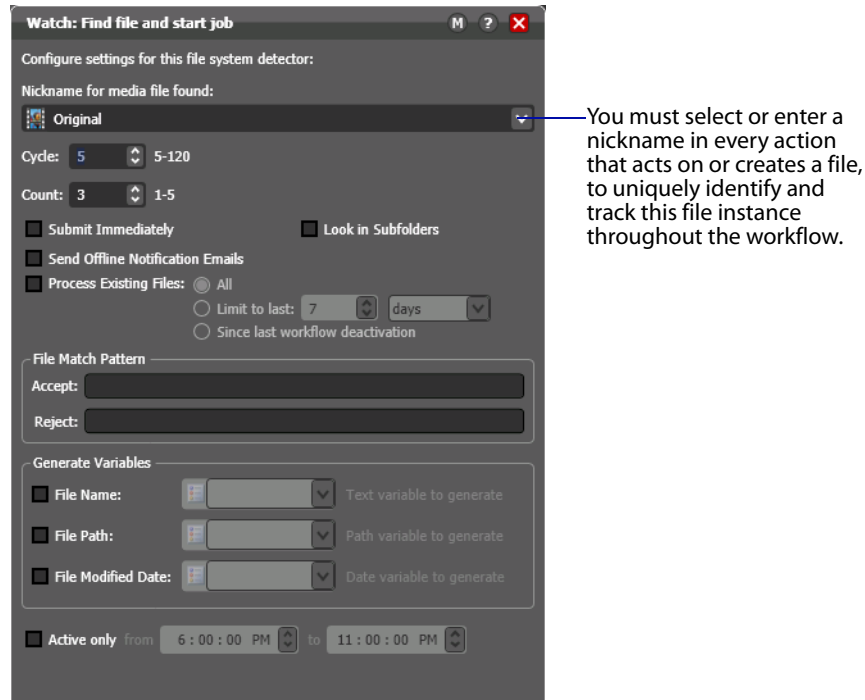 Watch: Find file and start job
M ? X
Configure settings for this file system detector:
Nickname for media file found:
Original
Cycle: 5 5-120
Count: 3 1-5
Submit Immediately Look in Subfolders
Send Offline Notification Emails
Process Existing Files: All
Limit to last: 7 days
Since last workflow deactivation
File Match Pattern
Accept:
Reject:
Generate Variables
File Name: Text variable to generate
File Path: Path variable to generate
File Modified Date: Date variable to generate
Active only from 6:00:00 PM to 11:00:00 PM
You must select or enter a
nickname in every action
that acts on or creates a file,
to uniquely identify and
track this file instance
throughout the workflow.